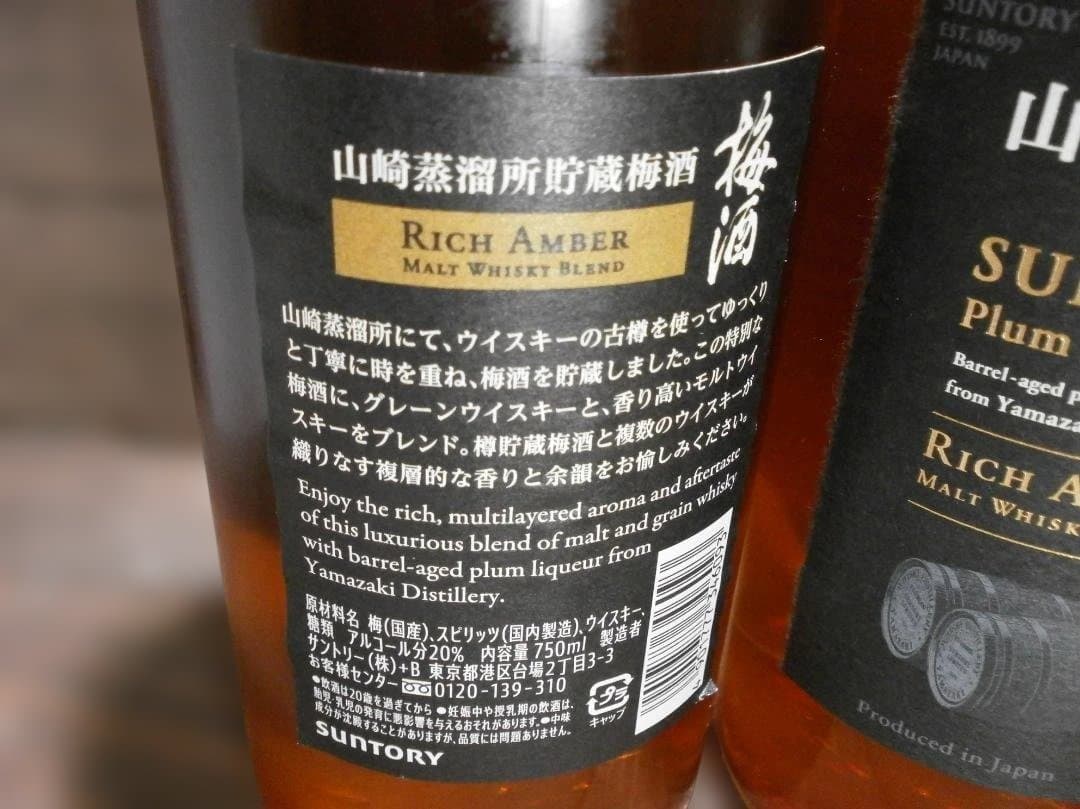 山崎蒸溜所貯蔵梅酒
梅酒
RICH AMBER
MALT WHISKY BLEND
山崎蒸溜所にて、ウイスキーの古樽を使ってゆっくり
と丁寧に時を重ね、梅酒を貯蔵しました。この特別な
梅酒に、グレーンウイスキーと、香り高いモルトウイ
スキーをブレンド。樽貯蔵梅酒と複数のウイスキーが
織りなす複層的な香りと余韻をお愉しみください。
Enjoy the rich, multilayered aroma and aftertaste
of this luxurious blend of malt and grain whisky
with barrel-aged plum liqueur from
Yamazaki Distillery.
原材料名 梅(国産)、スピリッツ(国内製造)、ウイスキー、
糖類 アルコール分20% 内容量 750ml 製造者
サントリー(株)+B 東京都港区台場2丁目3-3
お客様センター 0120-139-310
●飲酒は20歳を過ぎてから ●妊娠中や授乳期の飲酒は、
胎児・乳児の発育に悪影響を与えるおそれがあります。●中味
成分が沈殿することがありますが、品質には問題ありません。
キャップ
SUNTORY
SUNTORY
EST. 1899
JAPAN
山
Plum
Barrel-aged
from
RICH
MALT
Produced in Japan